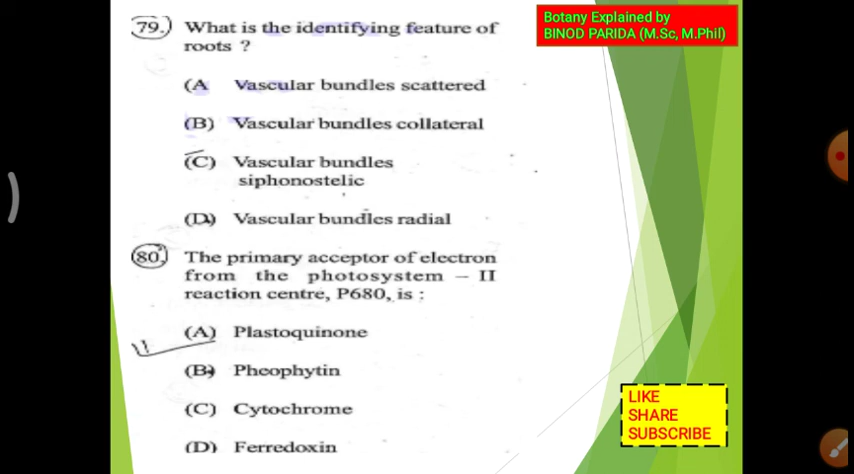 79. What is the identifying feature of
roots ?
(A Vascular bundles scattered
(B) Vascular bundles collateral
(C) Vascular bundles
siphonostelic
(D) Vascular bundles radial
80. The primary acceptor of electron
from the photosystem – II
reaction centre, P680, is :
(A) Plastoquinone
(B) Pheophytin
(C) Cytochrome
(D) Ferredoxin
Botany Explained by
BINOD PARIDA (M.Sc, M.Phil)
LIKE
SHARE
SUBSCRIBE